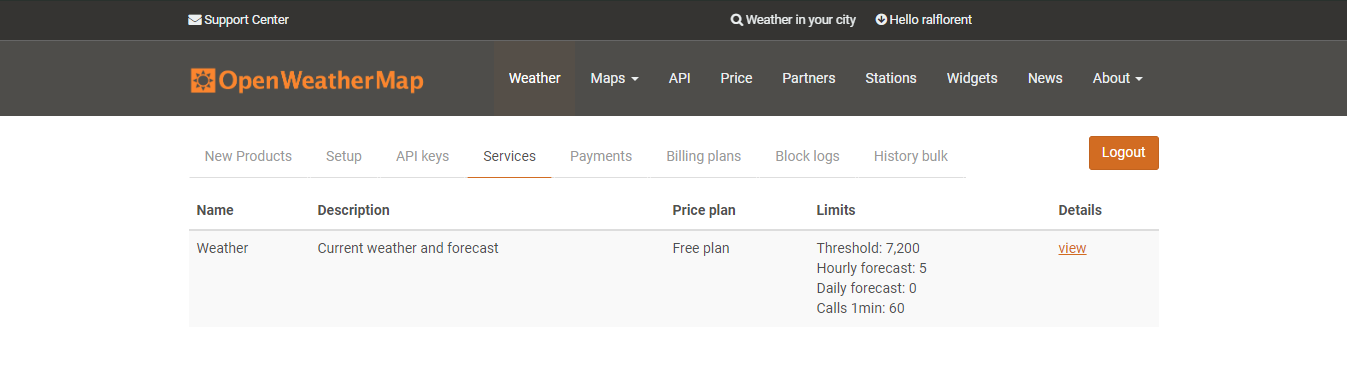 Support Center
Weather in your city
Hello ralflorent
OpenWeatherMap
Weather Maps API Price Partners Stations Widgets News About
New Products Setup API keys Services Payments Billing plans Block logs History bulk
Logout
Name Description Price plan Limits Details
Weather Current weather and forecast Free plan Threshold: 7,200 view
Hourly forecast: 5
Daily forecast: 0
Calls 1min: 60